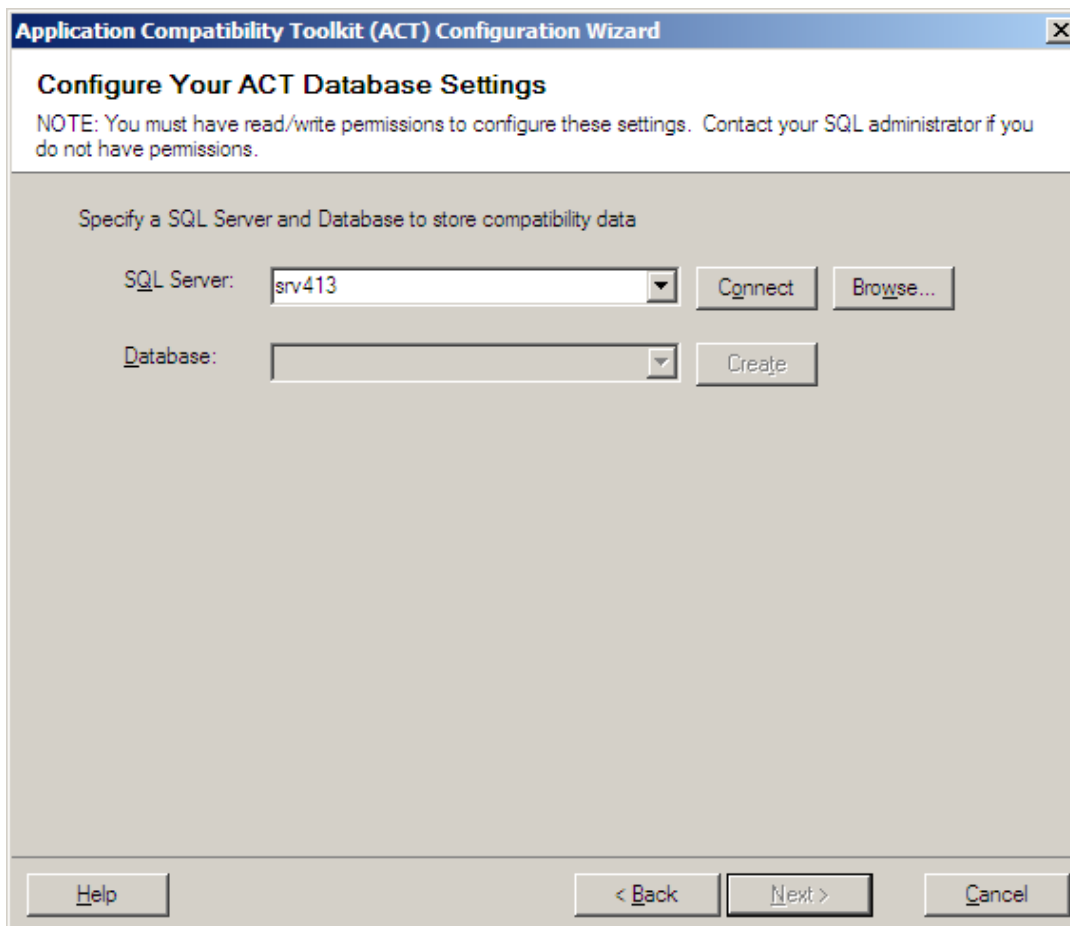 Application Compatibility Toolkit (ACT) Configuration Wizard
Configure Your ACT Database Settings
NOTE: You must have read/write permissions to configure these settings. Contact your SQL administrator if you
do not have permissions.
Specify a SQL Server and Database to store compatibility data
SQL Server: srv413 Connect Browse...
Database: Create
Help < Back Next > Cancel